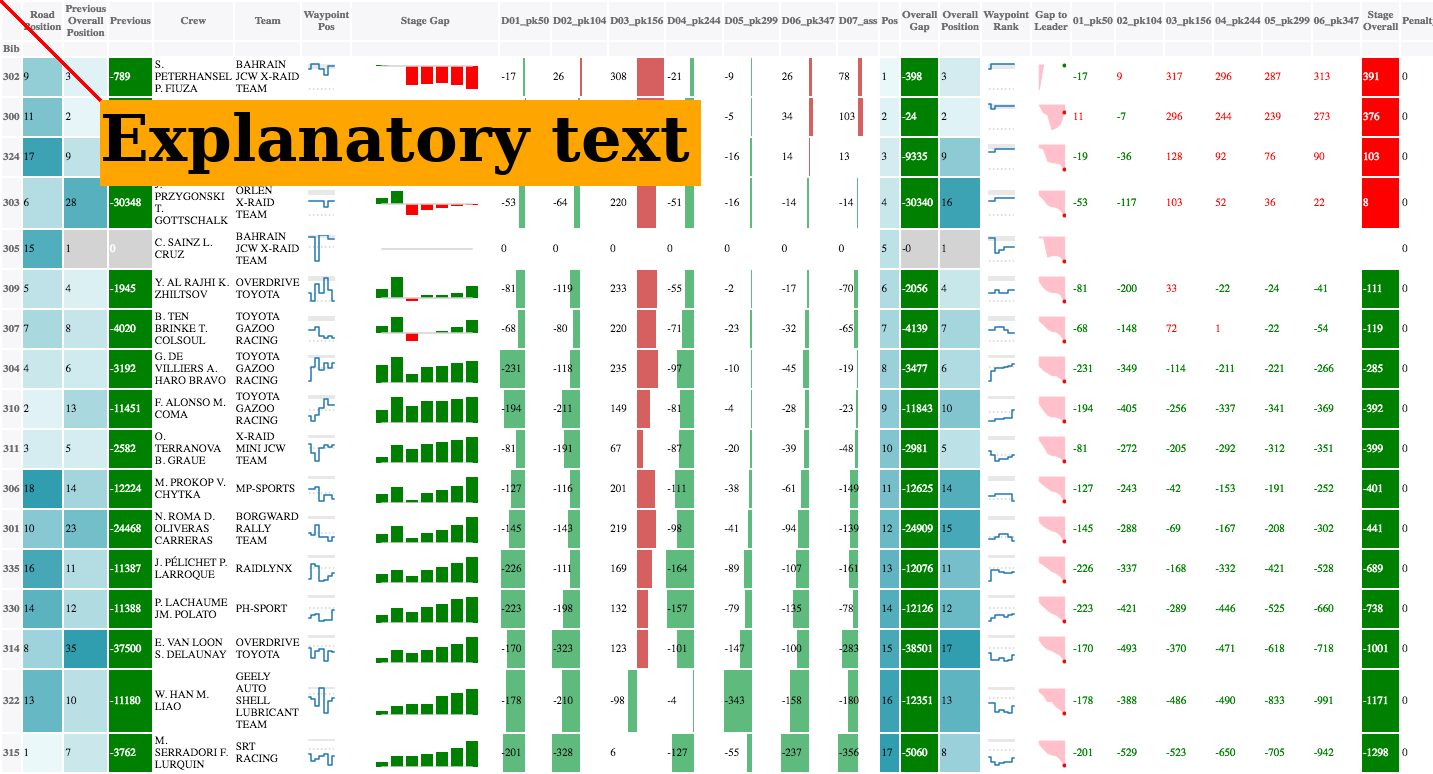 Road Position Previous Overall Position Previous Crew Team Waypoint Pos Stage Gap D01_pk50 D02_pk104 D03_pk156 D04_pk244 D05_pk299 D06_pk347 D07_ass Pos Overall Gap Overall Position Waypoint Rank Gap to Leader 01_pk50 02_pk104 03_pk156 04_pk244 05_pk299 06_pk347 Stage Overall
Bib
302 9 3 -789 S. PETERHANSEL P. FIUZA BAHRAIN JCW X-RAID TEAM -17 26 308 -21 -9 26 78 1 -398 3 -17 9 317 296 287 313 391 0
300 11 2 -5 34 103 2 -24 2 11 -7 296 244 239 273 376 0
Explanatory text
324 17 9 -16 14 13 3 -9335 9 -19 -36 128 92 76 90 103 0
303 6 28 -30348 PRZYGONSKI T. GOTTSCHALK ORLEN X-RAID TEAM -53 -64 220 -51 -16 -14 -14 4 -30340 16 -53 -117 103 52 36 22 8 0
305 15 1 0 C. SAINZ L. CRUZ BAHRAIN JCW X-RAID TEAM 0 0 0 0 0 0 0 5 -0 1 0
309 5 4 -1945 Y. AL RAJHI K. ZHILTSOV OVERDRIVE TOYOTA -81 -119 233 -55 -2 -17 -70 6 -2056 4 -81 -200 33 -22 -24 -41 -111 0
307 7 8 -4020 B. TEN BRINKE T. COLSOUL TOYOTA GAZOO RACING -68 -80 220 -71 -23 -32 -65 7 -4139 7 -68 -148 72 1 -22 -54 -119 0
304 4 6 -3192 G. DE VILLIERS A. HARO BRAVO TOYOTA GAZOO RACING -231 -118 235 -97 -10 -45 -19 8 -3477 6 -231 -349 -114 -211 -221 -266 -285 0
310 2 13 -11451 F. ALONSO M. COMA TOYOTA GAZOO RACING -194 -211 149 -81 -4 -28 -23 9 -11843 10 -194 -405 -256 -337 -341 -369 -392 0
311 3 5 -2582 O. TERRANOVA B. GRAUE X-RAID MINI JCW TEAM -81 -191 67 -87 -20 -39 -48 10 -2981 5 -81 -272 -205 -292 -312 -351 -399 0
306 18 14 -12224 M. PROKOP V. CHYTKA MP-SPORTS -127 -116 201 -111 -38 -61 -149 11 -12625 14 -127 -243 -42 -153 -191 -252 -401 0
301 10 23 -24468 N. ROMA D. OLIVERAS CARRERAS BORGWARD RALLY TEAM -145 -143 219 -98 -41 -94 -139 12 -24909 15 -145 -288 -69 -167 -208 -302 -441 0
335 16 11 -11387 J. PÉLICHET P. LARROQUE RAIDLYNX -226 -111 169 -164 -89 -107 -161 13 -12076 11 -226 -337 -168 -332 -421 -528 -689 0
330 14 12 -11388 P. LACHAUME JM. POLATO PH-SPORT -223 -198 132 -157 -79 -135 -78 14 -12126 12 -223 -421 -289 -446 -525 -660 -738 0
314 8 35 -37500 E. VAN LOON S. DELAUNAY OVERDRIVE TOYOTA -170 -323 123 -101 -147 -100 -283 15 -38501 17 -170 -493 -370 -471 -618 -718 -1001 0
322 13 10 -11180 W. HAN M. LIAO GEELY AUTO SHELL LUBRICANT TEAM -178 -210 -98 -4 -343 -158 -180 16 -12351 13 -178 -388 -486 -490 -833 -991 -1171 0
315 1 7 -3762 M. SERRADORI F. LURQUIN SRT RACING -201 -328 6 -127 -55 -237 -356 17 -5060 8 -201 -529 -523 -650 -705 -942 -1298 0